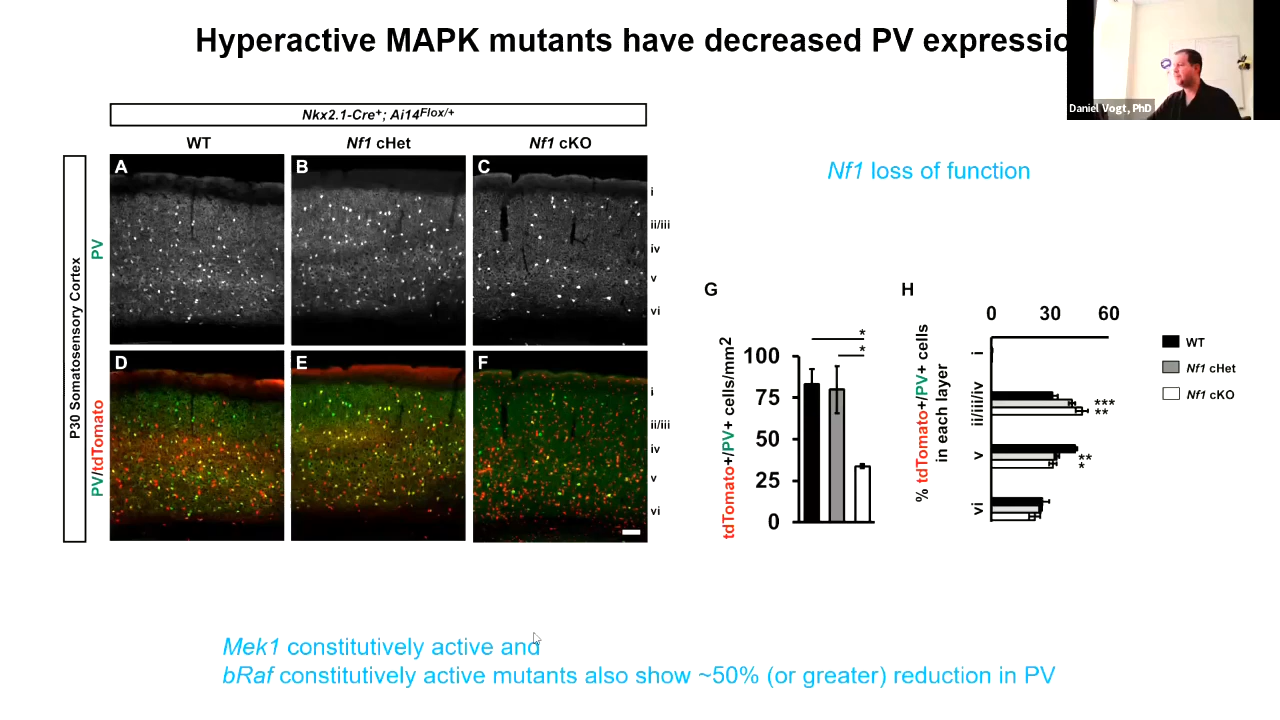 Hyperactive MAPK mutants have decreased PV expressio
Daniel Vogt, PhD
Nkx2.1-Cre+; Ai14Flox/+
WT
Nf1 cHet
Nf1 cKO
P30 Somatosensory Cortex
PV
A
B
C
i
ii/iii
iv
v
vi
PV/tdTomato
D
E
F
i
ii/iii
iv
v
vi
Nf1 loss of function
G
tdTomato+/PV+ cells/mm2
100
75
50
25
0
*
*
H
% tdTomato+/PV+ cells
in each layer
0 30 60
i
ii/iii/iv
v
vi
***
**
**
*
WT
Nf1 cHet
Nf1 cKO
Mek1 constitutively active and
bRaf constitutively active mutants also show ~50% (or greater) reduction in PV